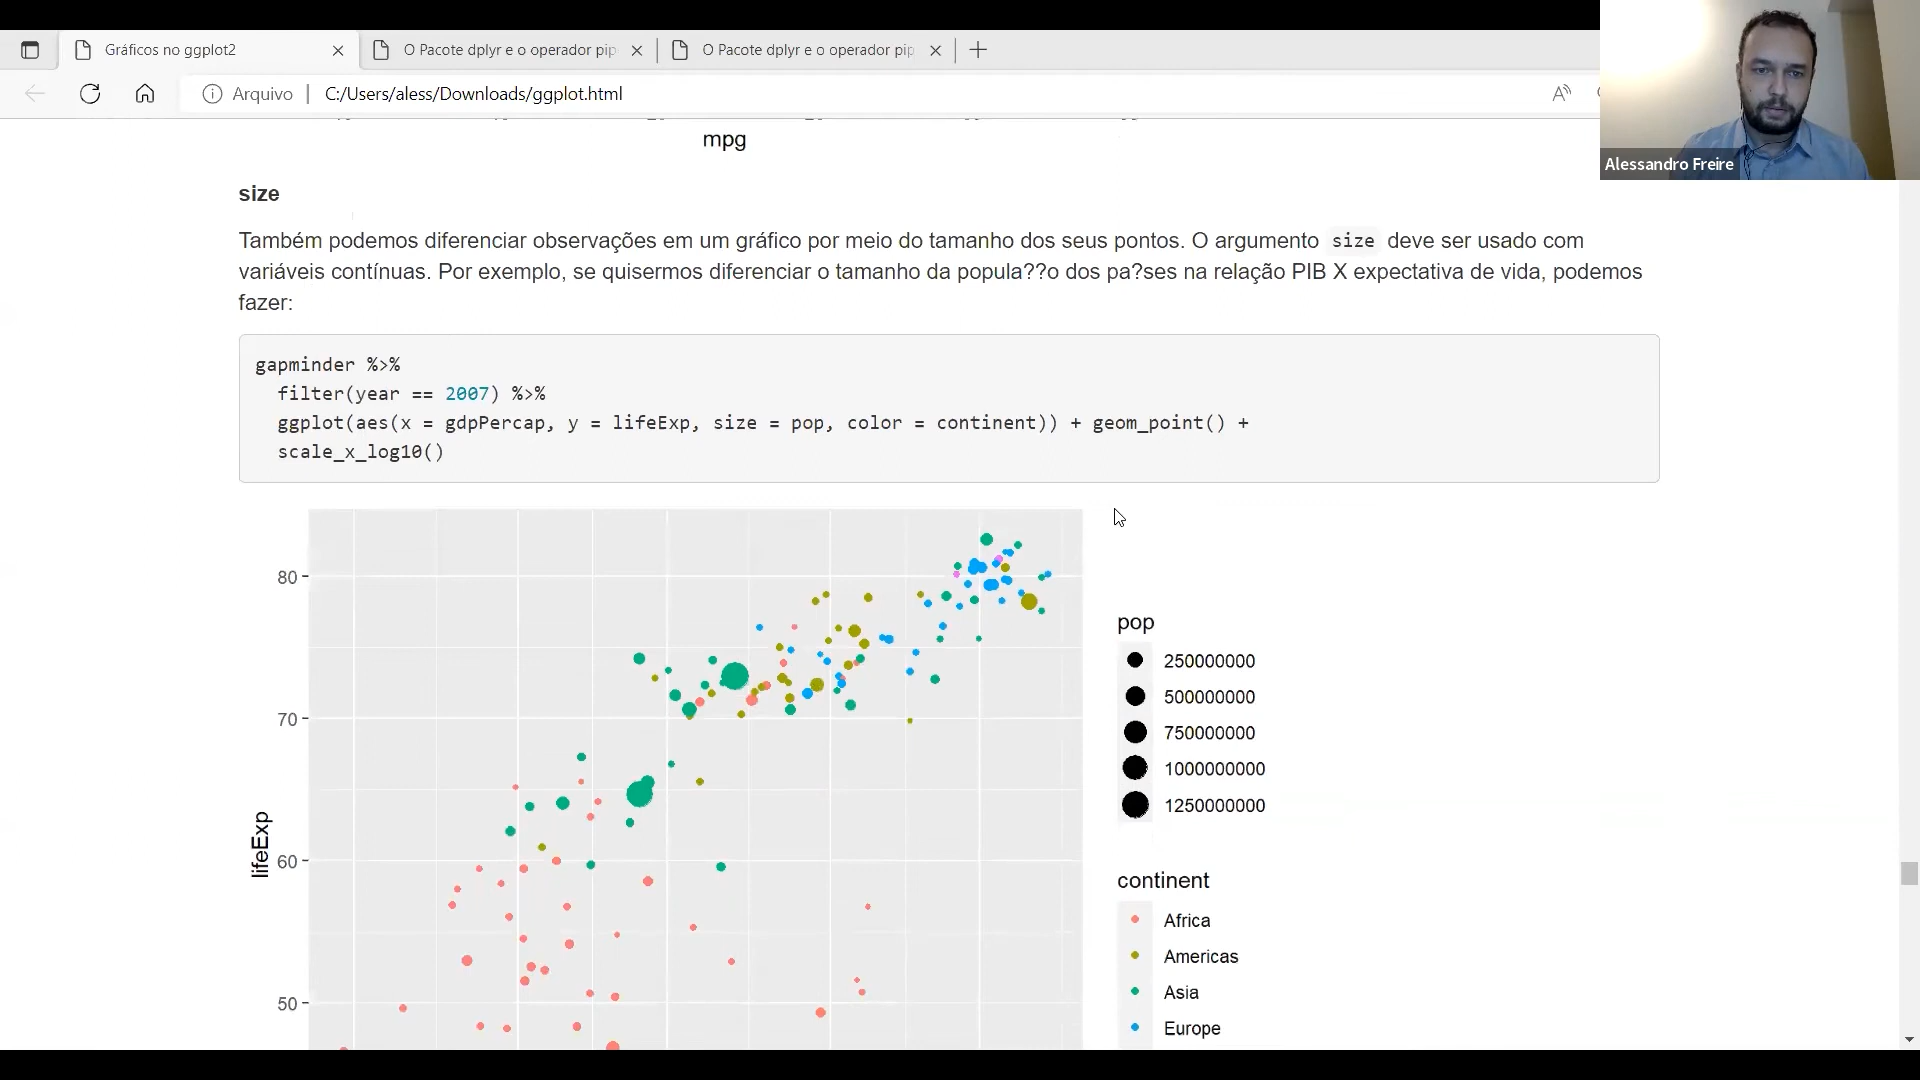 Gráficos no ggplot2
O Pacote dplyr e o operador pip
O Pacote dplyr e o operador pip
Arquivo
C:/Users/aless/Downloads/ggplot.html
Alessandro Freire
mpg
size
Também podemos diferenciar observações em um gráfico por meio do tamanho dos seus pontos. O argumento size deve ser usado com
variáveis contínuas. Por exemplo, se quisermos diferenciar o tamanho da popula??o dos pa?ses na relação PIB X expectativa de vida, podemos
fazer:
gapminder %>%
filter(year == 2007) %>%
ggplot(aes(x = gdpPercap, y = lifeExp, size = pop, color = continent)) + geom_point() +
scale_x_log10()
80
70
60
50
lifeExp
pop
250000000
500000000
750000000
1000000000
1250000000
continent
Africa
Americas
Asia
Europe